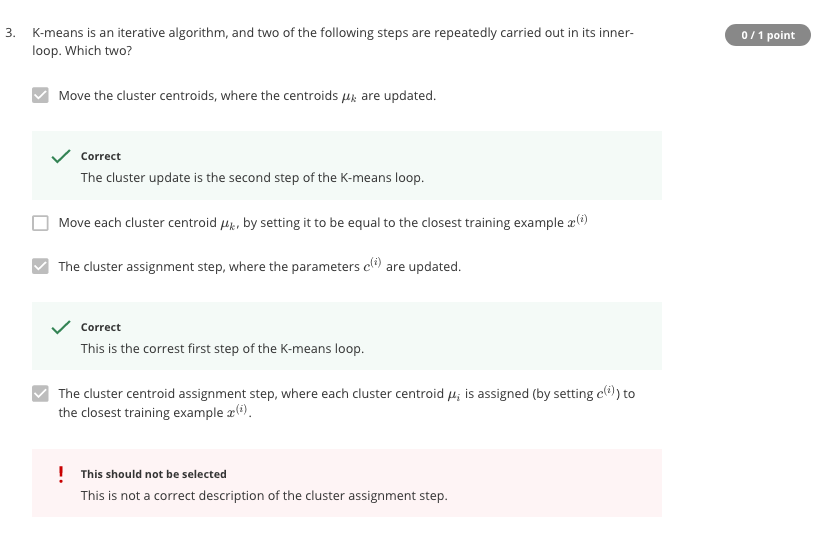 3. K-means is an iterative algorithm, and two of the following steps are repeatedly carried out in its inner-
loop. Which two?
0 / 1 point
Move the cluster centroids, where the centroids μₖ are updated.
Correct
The cluster update is the second step of the K-means loop.
Move each cluster centroid μₖ, by setting it to be equal to the closest training example x⁽ⁱ⁾
The cluster assignment step, where the parameters c⁽ⁱ⁾ are updated.
Correct
This is the correst first step of the K-means loop.
The cluster centroid assignment step, where each cluster centroid μᵢ is assigned (by setting c⁽ⁱ⁾) to
the closest training example x⁽ⁱ⁾.
! This should not be selected
This is not a correct description of the cluster assignment step.